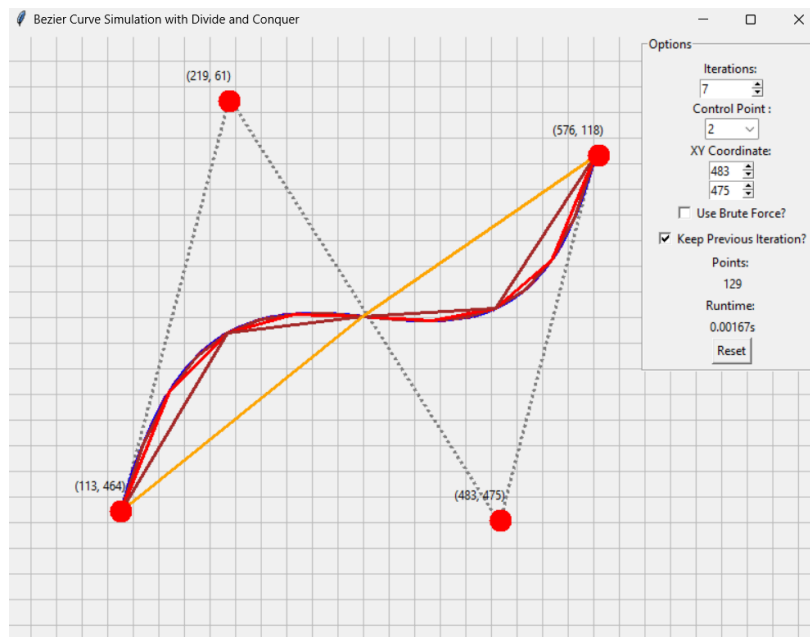 Bezier Curve Simulation with Divide and Conquer
Options
Iterations:
7
Control Point :
2
XY Coordinate:
483
475
Use Brute Force?
Keep Previous Iteration?
Points:
129
Runtime:
0.00167s
Reset
(219, 61)
(576, 118)
(113, 464)
(483, 475)